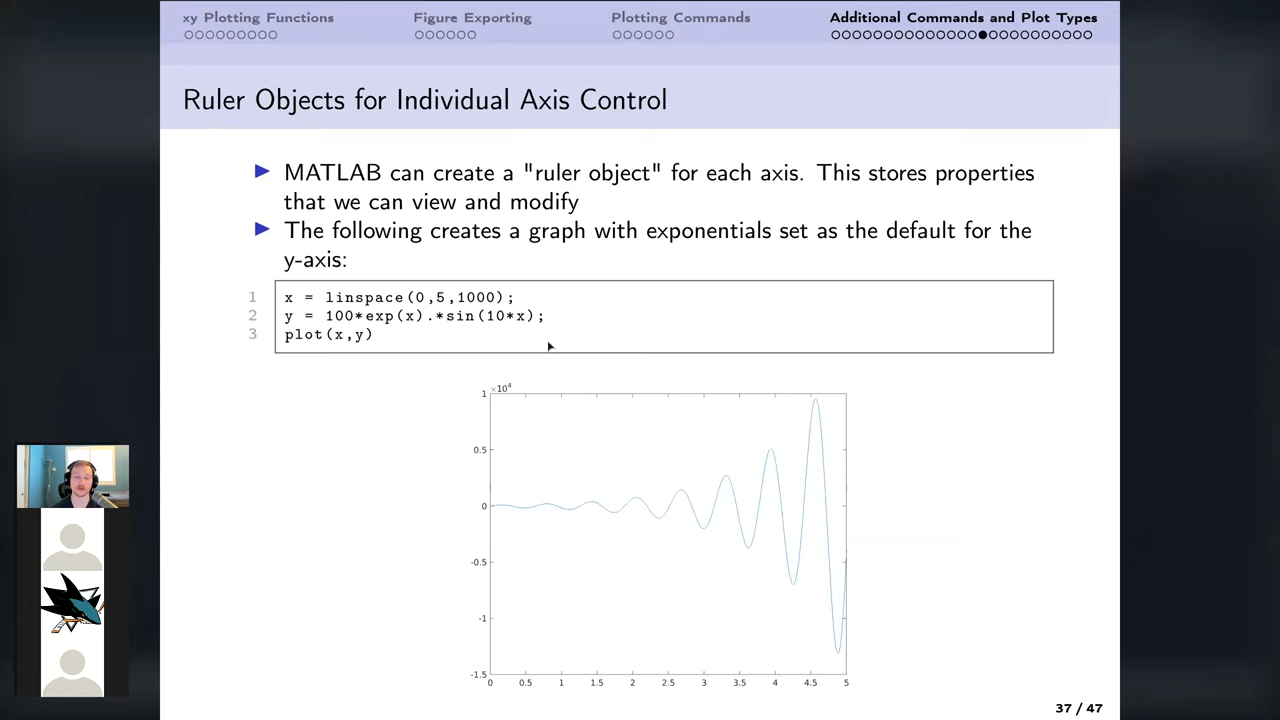 xy Plotting Functions Figure Exporting Plotting Commands Additional Commands and Plot Types
Ruler Objects for Individual Axis Control
MATLAB can create a "ruler object" for each axis. This stores properties
that we can view and modify
The following creates a graph with exponentials set as the default for the
y-axis:
1 x = linspace(0,5,1000);
2 y = 100*exp(x).*sin(10*x);
3 plot(x,y)
×10⁴
1
0.5
0
-0.5
-1
-1.5
0 0.5 1 1.5 2 2.5 3 3.5 4 4.5 5
37 / 47